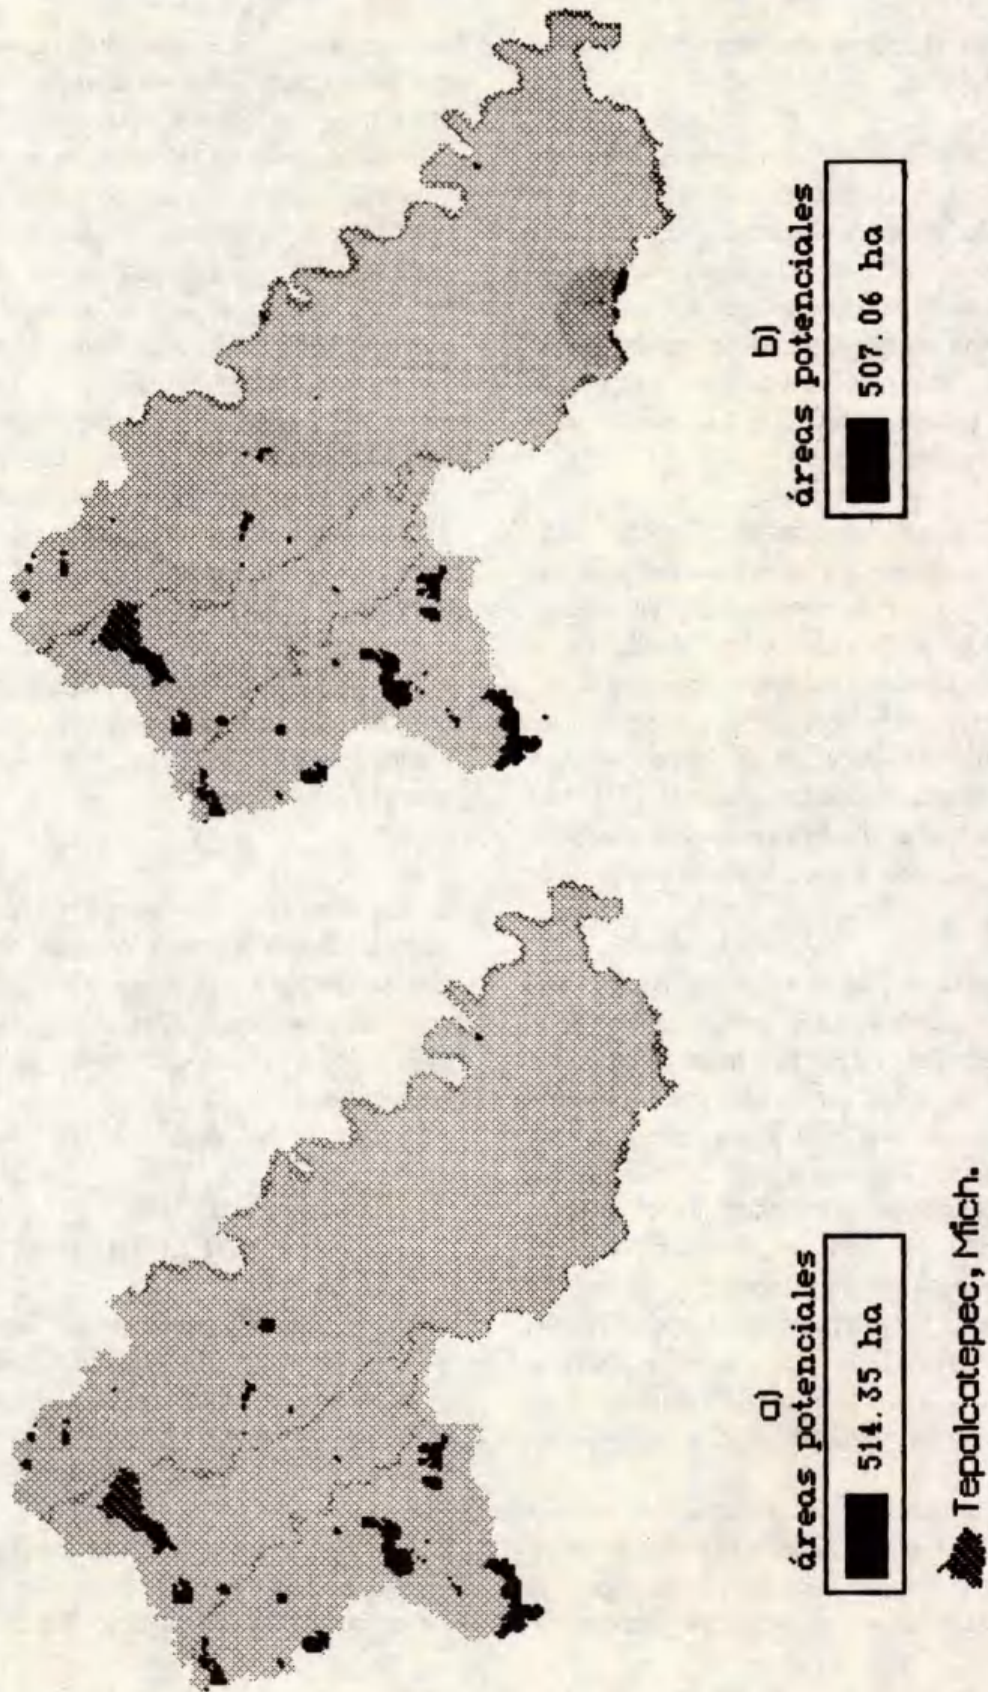 a)
áreas potenciales
514.35 ha
b)
áreas potenciales
507.06 ha
Tepalcatepec, Mich.